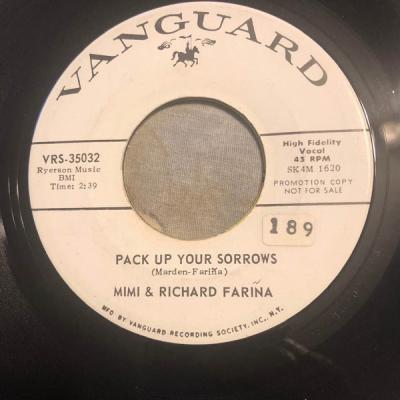 VANGUARD
VRS-35032
Ryerson Music
BMI
Time: 2:39
High Fidelity
Vocal
45 RPM
SK4M 1620
PROMOTION COPY
NOT FOR SALE
189
PACK UP YOUR SORROWS
(Marden-Fariña)
MIMI & RICHARD FARIÑA
MFG BY VANGUARD RECORDING SOCIETY, INC., N.Y.